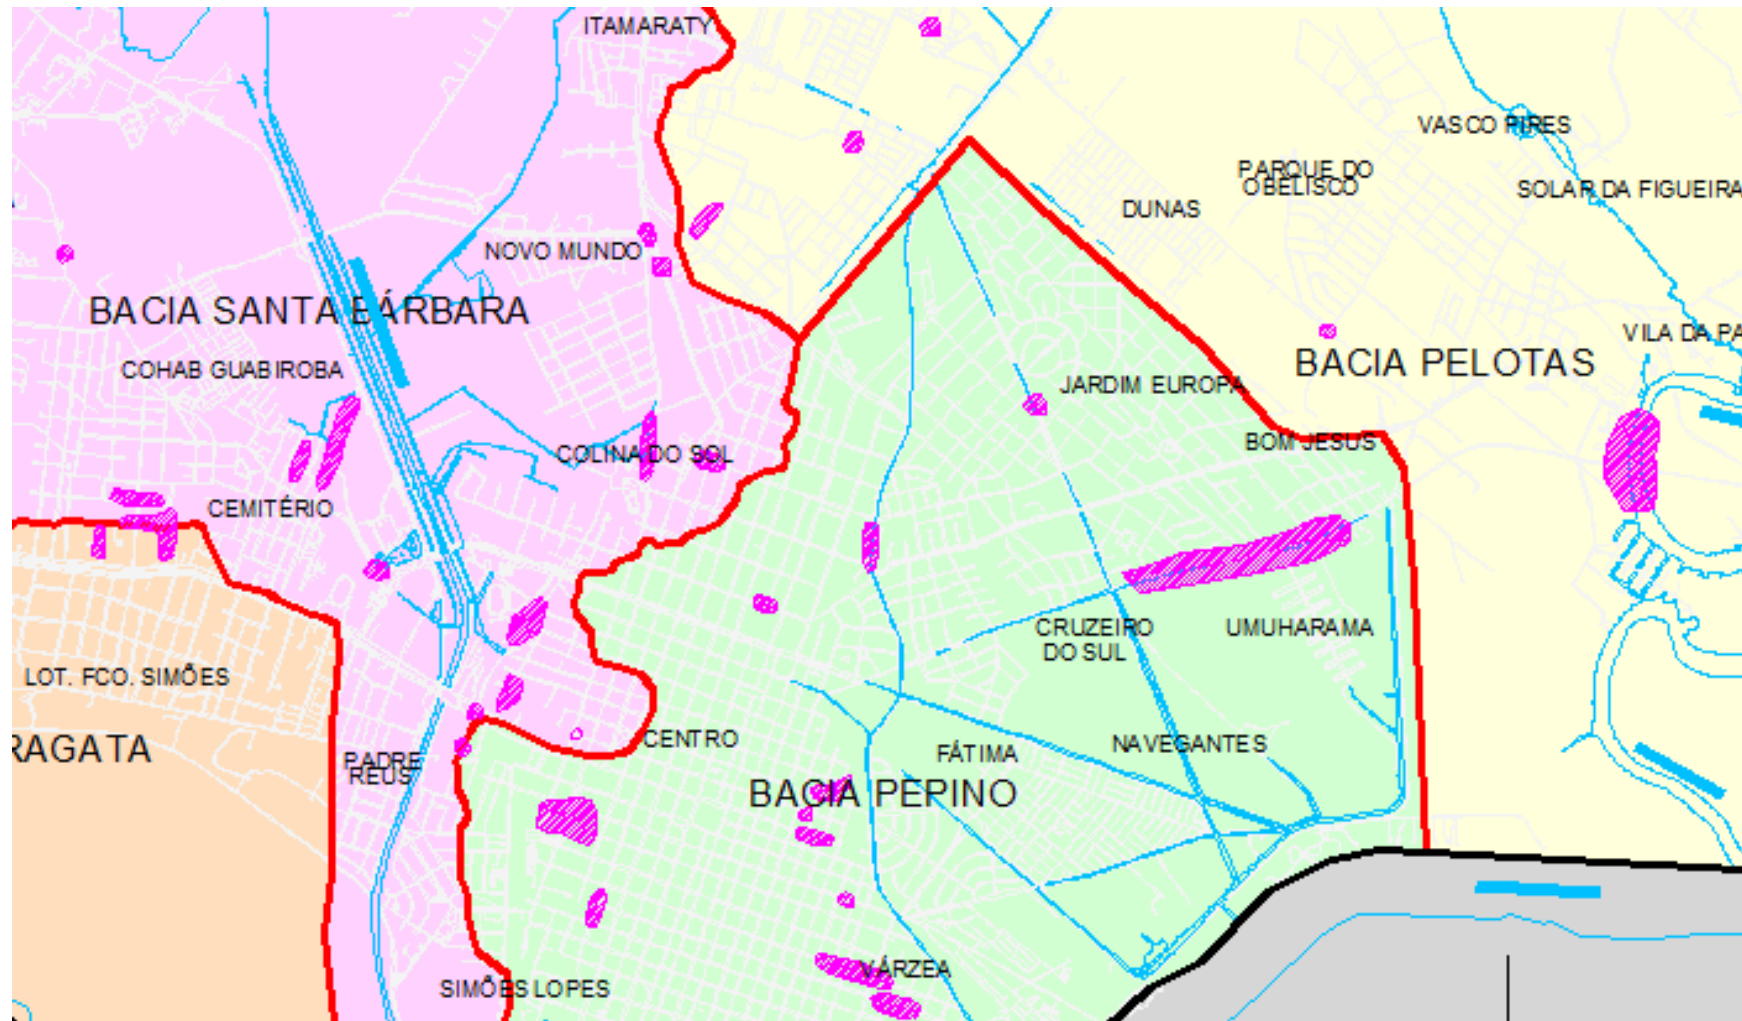 ITAMARATY
VASCO PIRES
PARQUE DO
OBELISCO
SOLAR DA FIGUEIRA
DUNAS
NOVO MUNDO
BACIA SANTA BÁRBARA
VILA DA PA
BACIA PELOTAS
COHAB GUABIROBA
JARDIM EUROPA
BOM JESUS
COLINA DO SOL
CEMITÉRIO
CRUZEIRO
DO SUL
UMUHARAMA
LOT. FCO. SIMÕES
CENTRO
RAGATA
NAVEGANTES
FÁTIMA
PADRE
REUS
BACIA PEPINO
VÁRZEA
SIMÕES LOPES